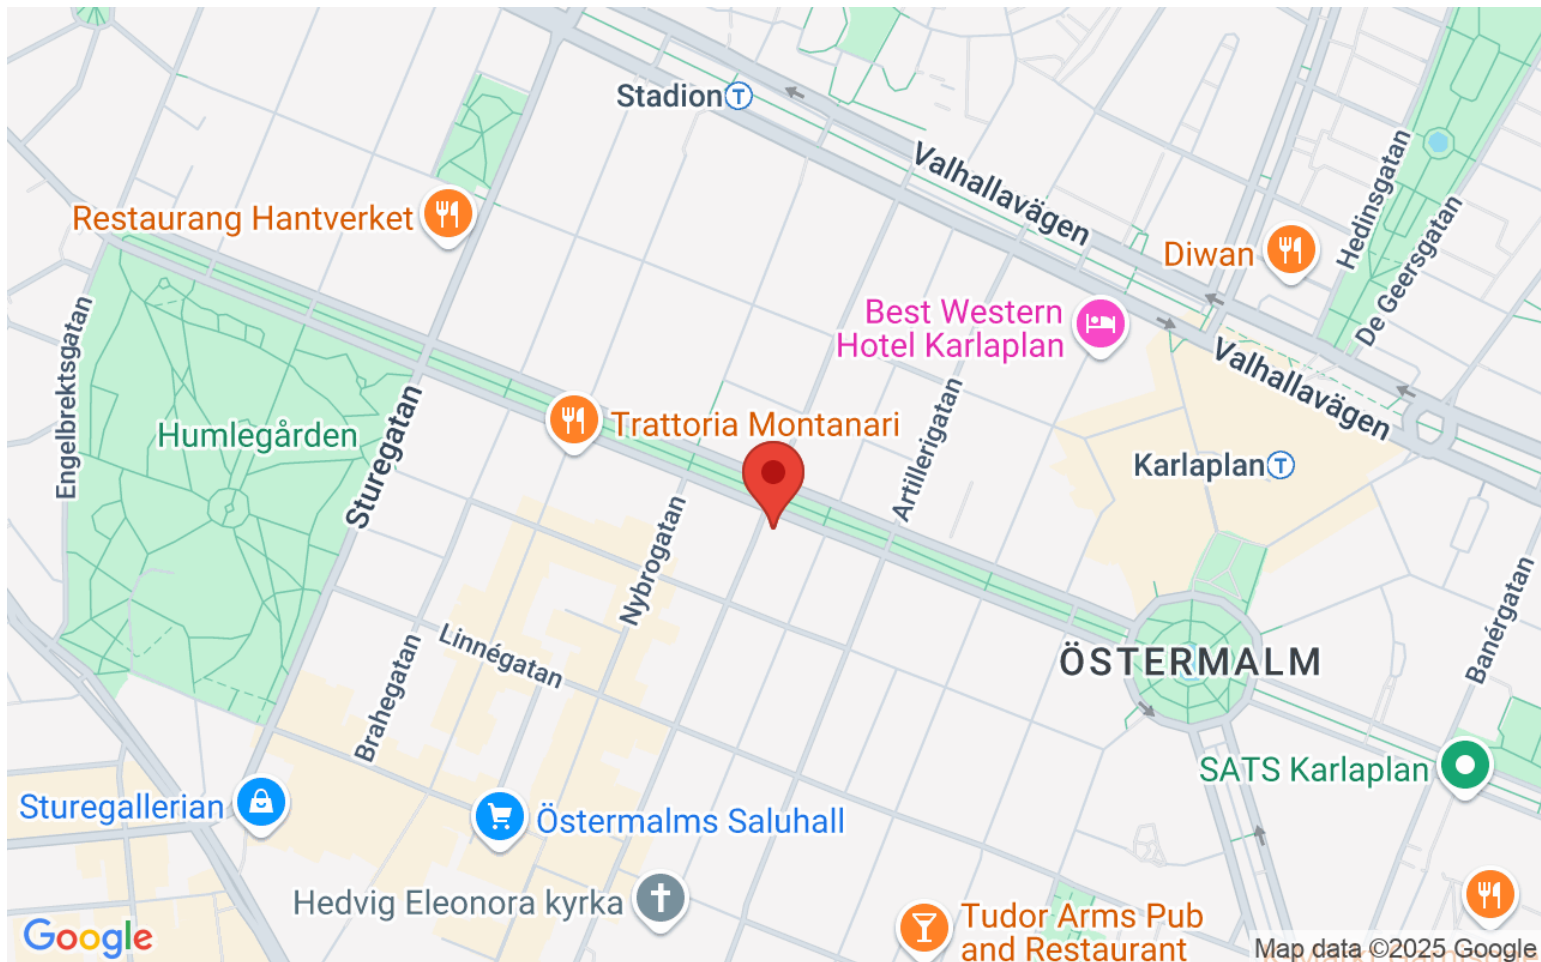 Stadion
Valhallavägen
Hedinsgatan
Restaurang Hantverket
Diwan
De Geersgatan
Best Western
Hotel Karlaplan
Valhallavägen
Engelbrektsgatan
Humlegården
Sturegatan
Trattoria Montanari
Artillerigatan
Karlaplan
Nybrogatan
Banérgatan
Linnégatan
ÖSTERMALM
Brahegatan
SATS Karlaplan
Sturegallerian
Östermalms Saluhall
Hedvig Eleonora kyrka
Tudor Arms Pub
and Restaurant
Google
Map data ©2025 Google